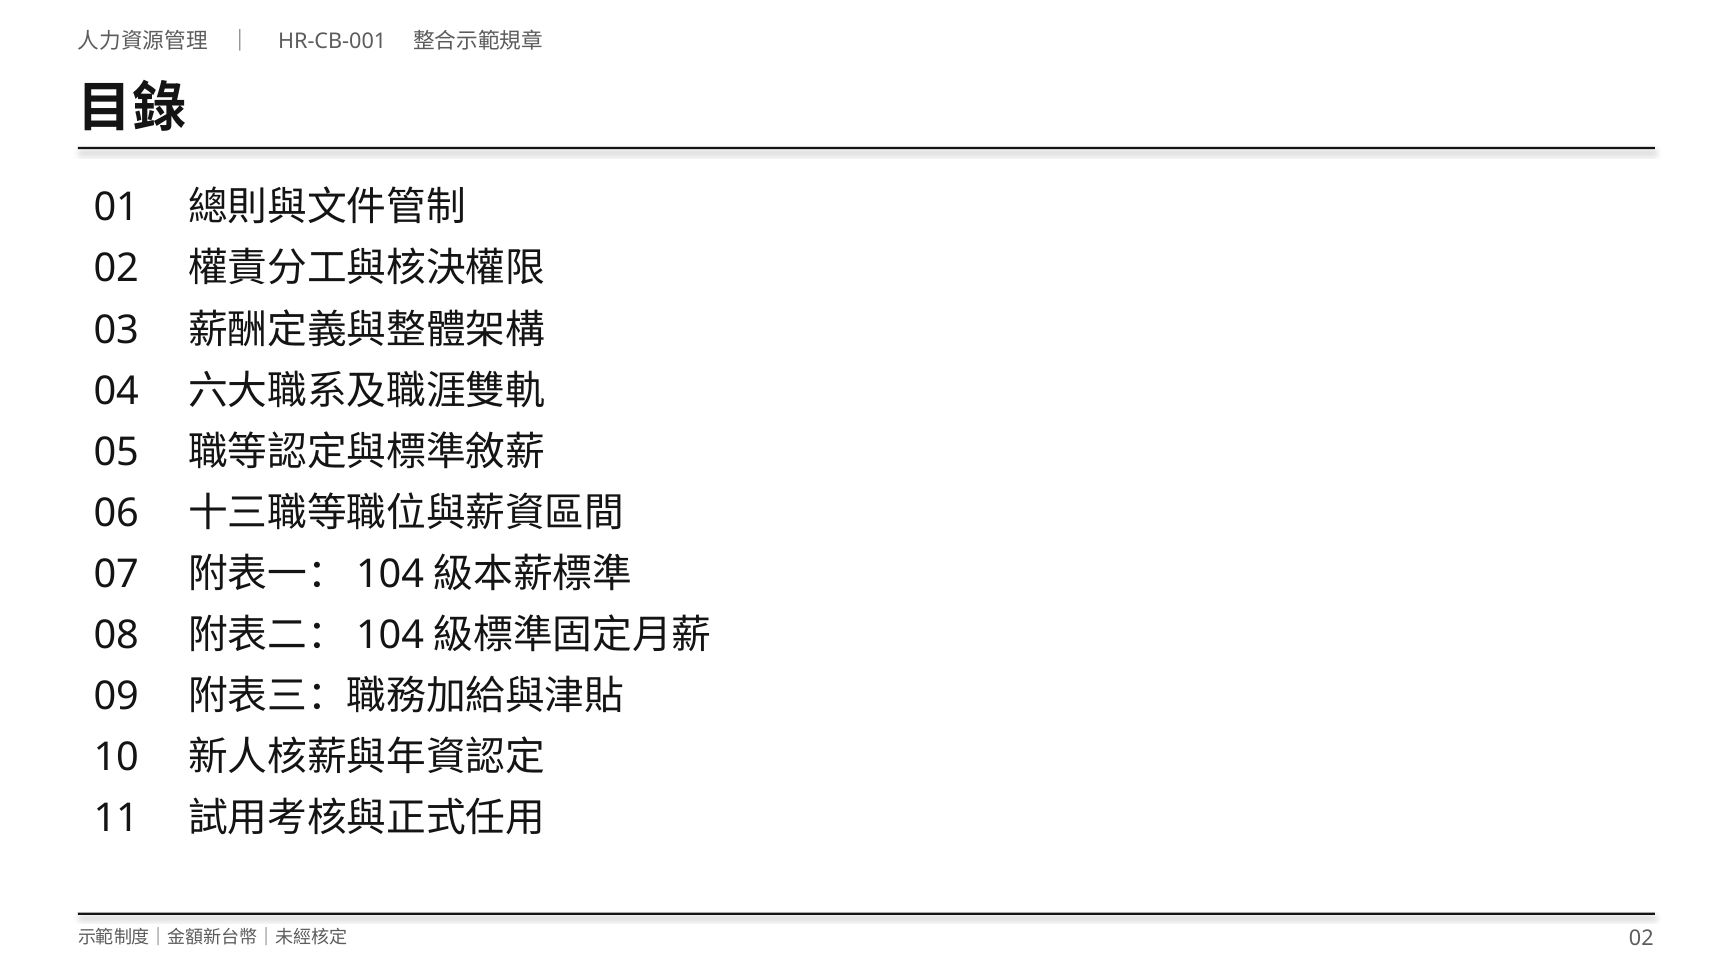 人力資源管理 ｜ HR-CB-001 整合示範規章
目錄
01 總則與文件管制
02 權責分工與核決權限
03 薪酬定義與整體架構
04 六大職系及職涯雙軌
05 職等認定與標準敘薪
06 十三職等職位與薪資區間
07 附表一： 104 級本薪標準
08 附表二： 104 級標準固定月薪
09 附表三：職務加給與津貼
10 新人核薪與年資認定
11 試用考核與正式任用
示範制度｜金額新台幣｜未經核定
02